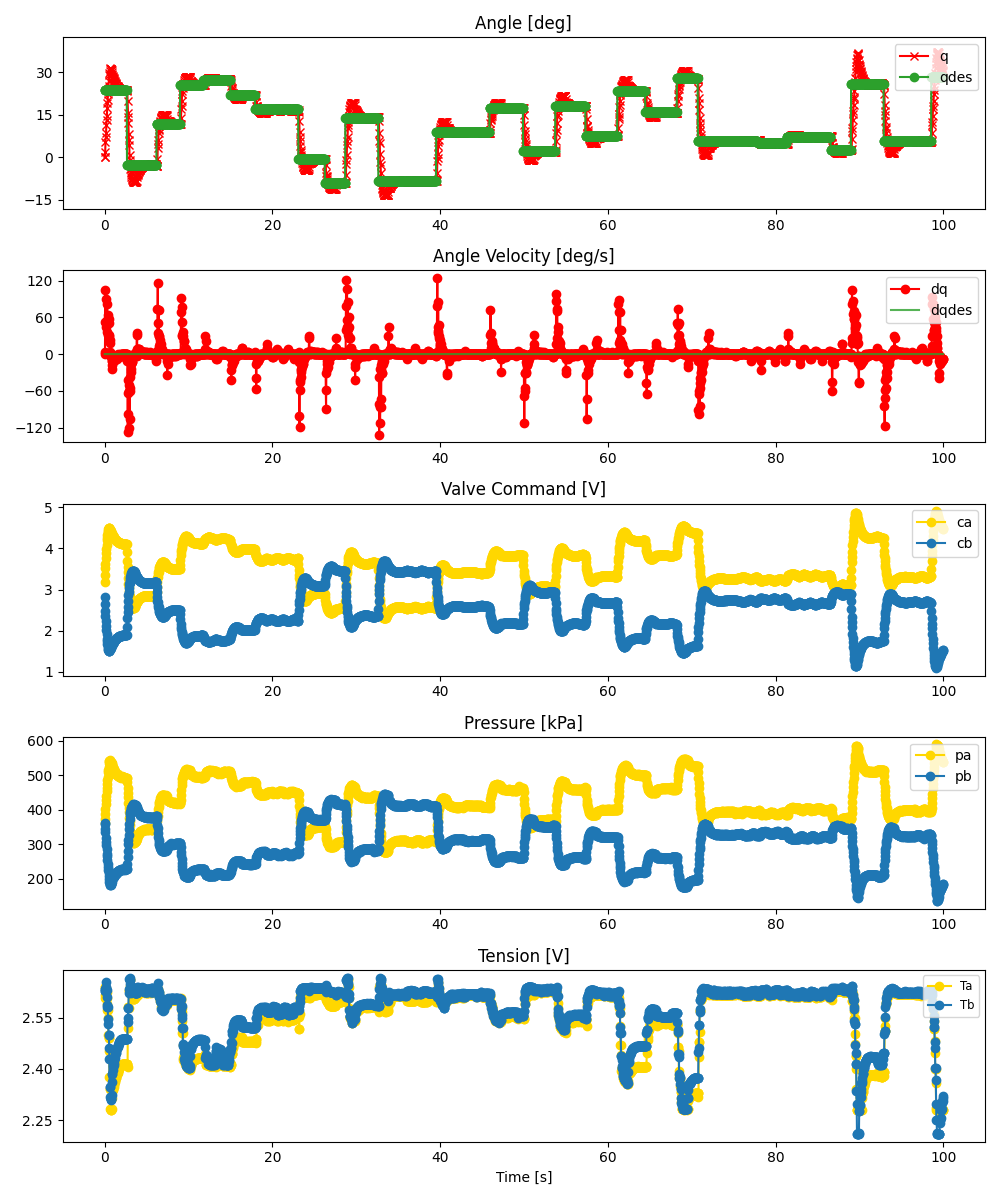 Angle [deg]
30
15
0
−15
q
qdes
0 20 40 60 80 100
Angle Velocity [deg/s]
120
60
0
−60
−120
dq
dqdes
0 20 40 60 80 100
Valve Command [V]
5
4
3
2
1
ca
cb
0 20 40 60 80 100
Pressure [kPa]
600
500
400
300
200
pa
pb
0 20 40 60 80 100
Tension [V]
2.55
2.40
2.25
Ta
Tb
0 20 40 60 80 100
Time [s]